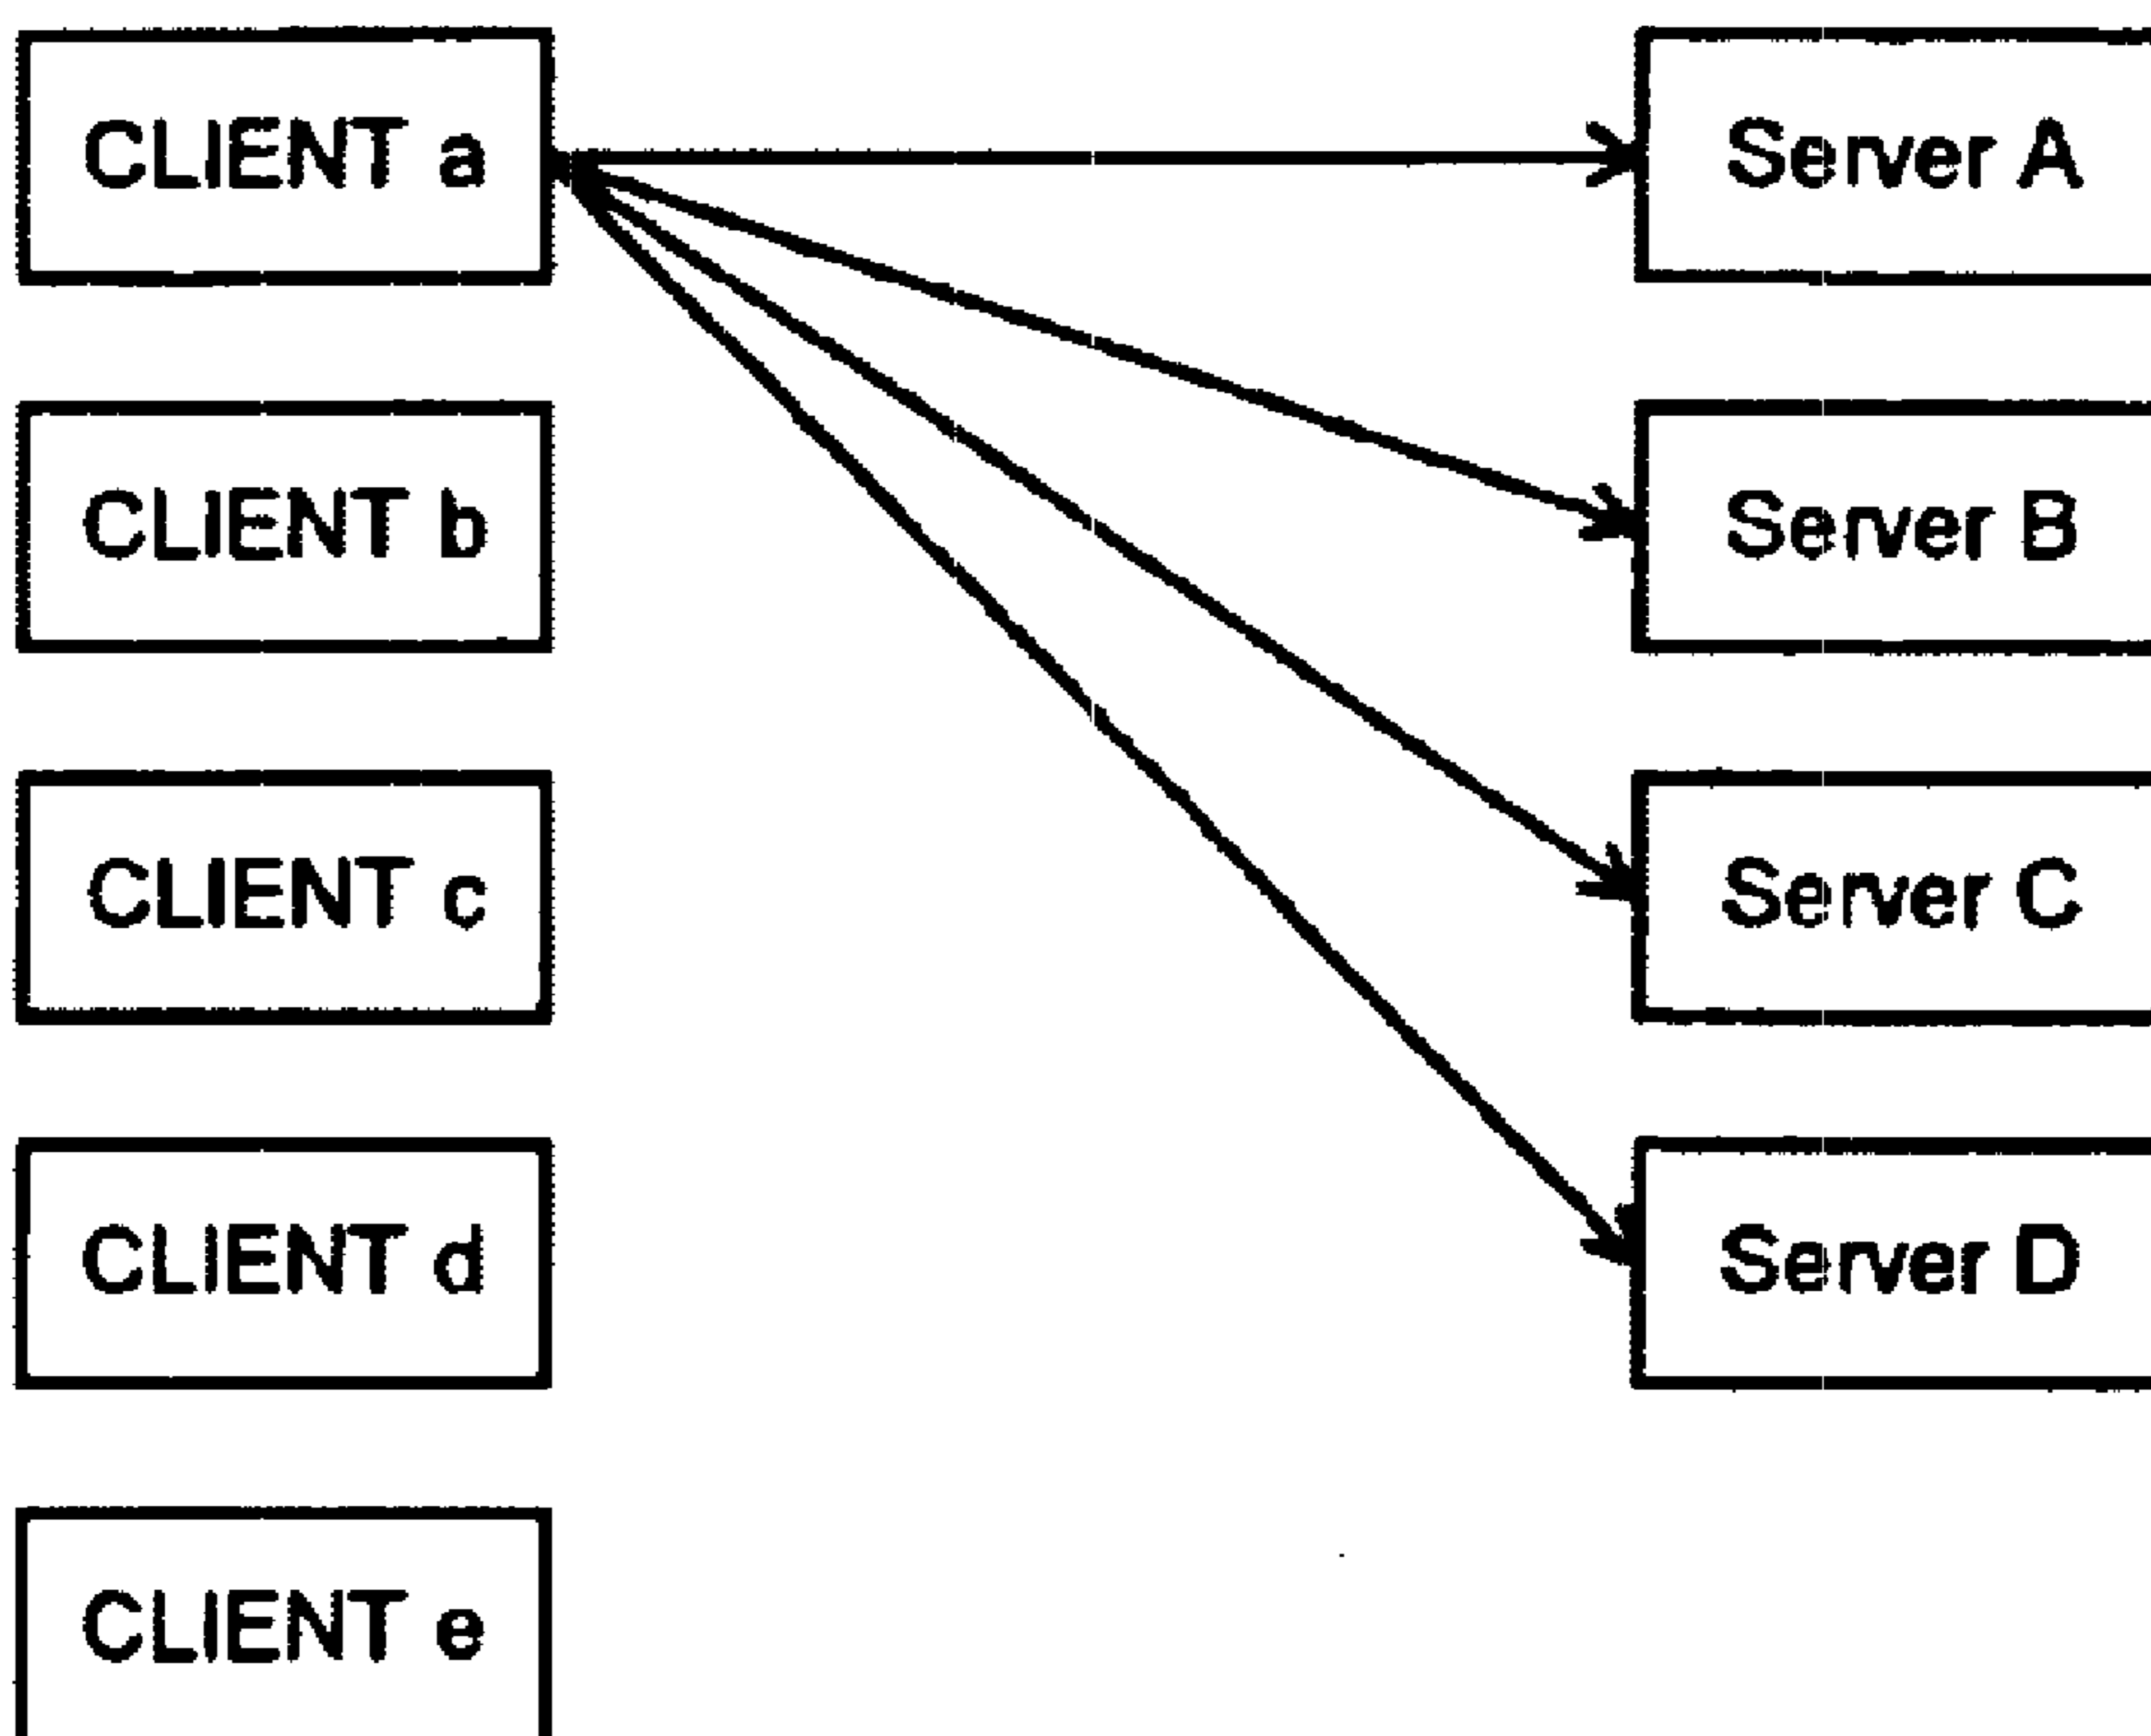 CLIENT a
Server A
CLIENT b
Server B
CLIENT c
Server C
CLIENT d
Server D
CLIENT e